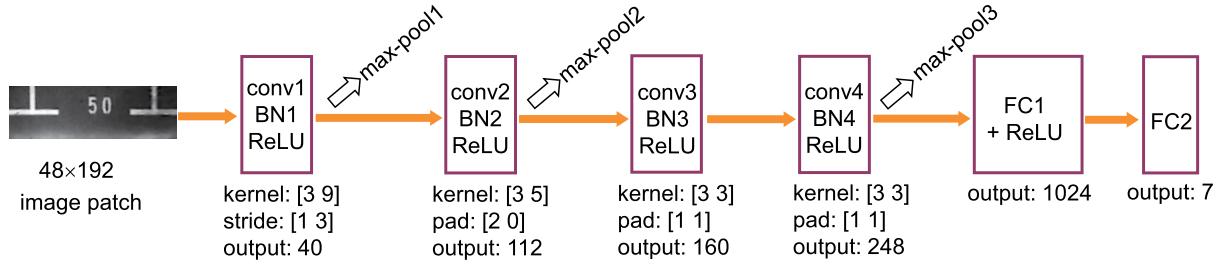 max-pool1
max-pool2
max-pool3
50
48×192
image patch
conv1
BN1
ReLU
kernel: [3 9]
stride: [1 3]
output: 40
conv2
BN2
ReLU
kernel: [3 5]
pad: [2 0]
output: 112
conv3
BN3
ReLU
kernel: [3 3]
pad: [1 1]
output: 160
conv4
BN4
ReLU
kernel: [3 3]
pad: [1 1]
output: 248
FC1
+ ReLU
output: 1024
FC2
output: 7